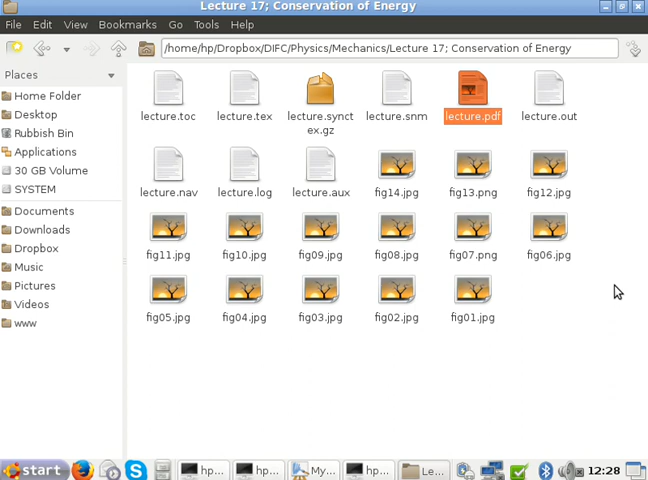 Lecture 17; Conservation of Energy
File Edit View Bookmarks Go Tools Help
/home/hp/Dropbox/DIFC/Physics/Mechanics/Lecture 17; Conservation of Energy
Places
Home Folder
Desktop
Rubbish Bin
Applications
30 GB Volume
SYSTEM
Documents
Downloads
Dropbox
Music
Pictures
Videos
www
lecture.toc lecture.tex lecture.synct lecture.snm lecture.pdf lecture.out
ex.gz
lecture.nav lecture.log lecture.aux fig14.jpg fig13.png fig12.jpg
fig11.jpg fig10.jpg fig09.jpg fig08.jpg fig07.png fig06.jpg
fig05.jpg fig04.jpg fig03.jpg fig02.jpg fig01.jpg
start hp... hp... My... hp... Le... 12:28